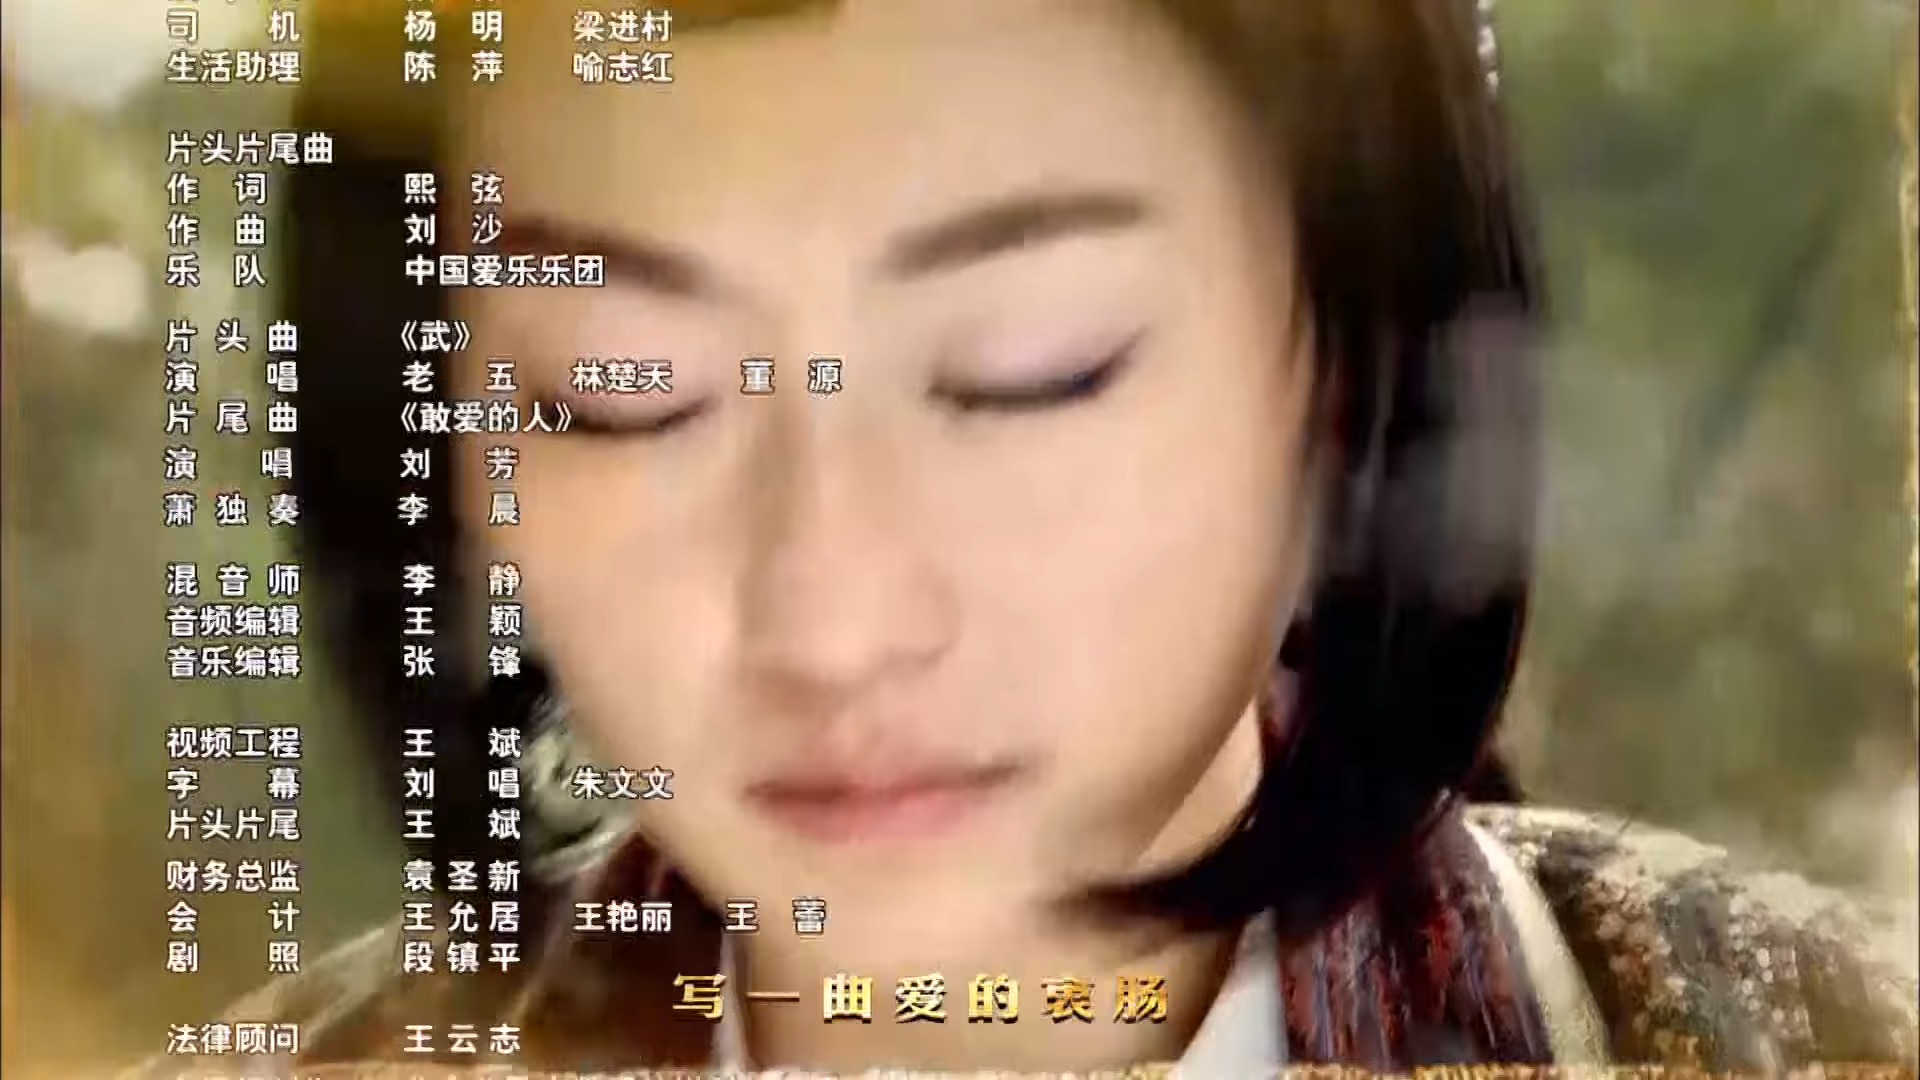 司机 杨明 梁进村
生活助理 陈萍 喻志红
片头片尾曲
作词 熙弦
作曲 刘沙
乐队 中国爱乐乐团
片头曲 《武》
演唱 老五 林楚天 董源
片尾曲 《敢爱的人》
演唱 刘芳
萧独奏 李晨
混音师 李静
音频编辑 王颖
音乐编辑 张锋
视频工程 王斌
字幕 刘唱 朱文文
片头片尾 王斌
财务总监 袁圣新
会计 王允居 王艳丽 王蕾
剧照 段镇平
写一曲爱的衷肠
法律顾问 王云志